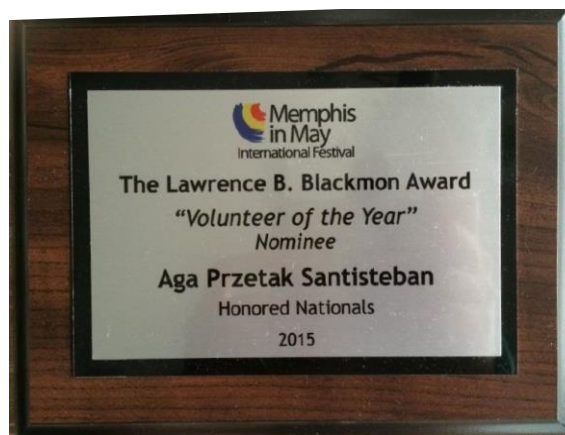 Memphis
in May
International Festival
The Lawrence B. Blackmon Award
“Volunteer of the Year”
Nominee
Aga Przetak Santisteban
Honored Nationals
2015